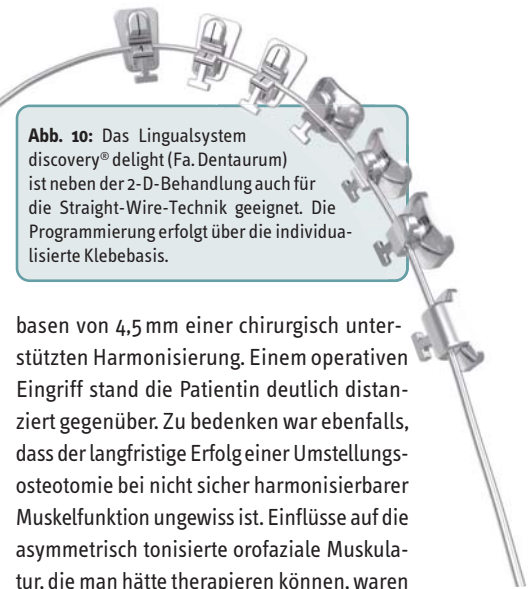 Abb. 10: Das Lingualsystem
discovery® delight (Fa. Dentaurum)
ist neben der 2-D-Behandlung auch für
die Straight-Wire-Technik geeignet. Die
Programmierung erfolgt über die individua-
lisierte Klebebasis.
basen von 4,5 mm einer chirurgisch unter-
stützten Harmonisierung. Einem operativen
Eingriff stand die Patientin deutlich distan-
ziert gegenüber. Zu bedenken war ebenfalls,
dass der langfristige Erfolg einer Umstellungs-
osteotomie bei nicht sicher harmonisierbarer
Muskelfunktion ungewiss ist. Einflüsse auf die
asymmetrisch tonisierte orofaziale Muskula-
tur, die man hätte therapieren können, waren